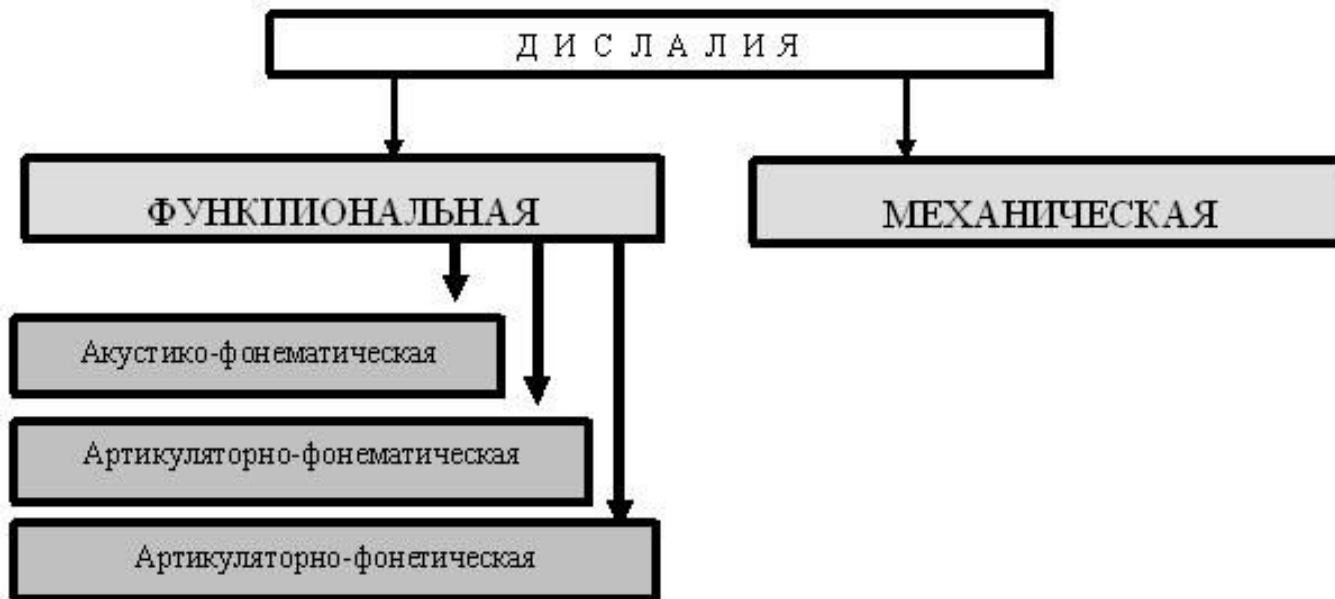 Д И С Л А Л И Я
ФУНКЦИОНАЛЬНАЯ
МЕХАНИЧЕСКАЯ
Акустико-фонематическая
Артикуляторно-фонематическая
Артикуляторно-фонетическая